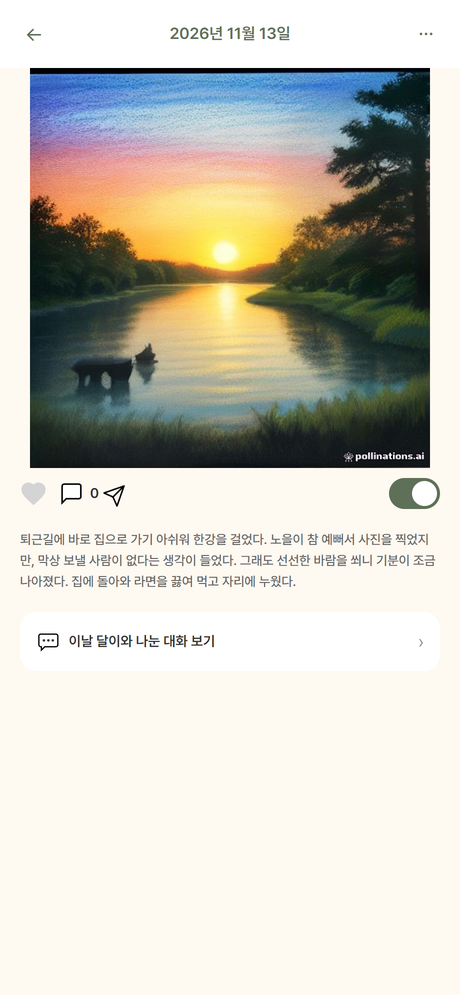 2026년 11월 13일
pollinations.ai
0
퇴근길에 바로 집으로 가기 아쉬워 한강을 걸었다. 노을이 참 예뻐서 사진을 찍었지
만, 막상 보낼 사람이 없다는 생각이 들었다. 그래도 선선한 바람을 쐬니 기분이 조금
나아졌다. 집에 돌아와 라면을 끓여 먹고 자리에 누웠다.
이날 달이와 나눈 대화 보기